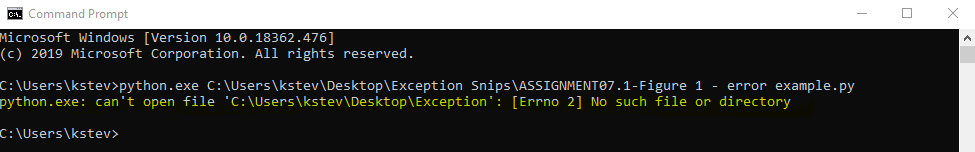 Command Prompt
Microsoft Windows [Version 10.0.18362.476]
(c) 2019 Microsoft Corporation. All rights reserved.
C:\Users\kstev>python.exe C:\Users\kstev\Desktop\Exception Snips\ASSIGNMENT07.1-Figure 1 - error example.py
python.exe: can't open file 'C:\Users\kstev\Desktop\Exception': [Errno 2] No such file or directory
C:\Users\kstev>